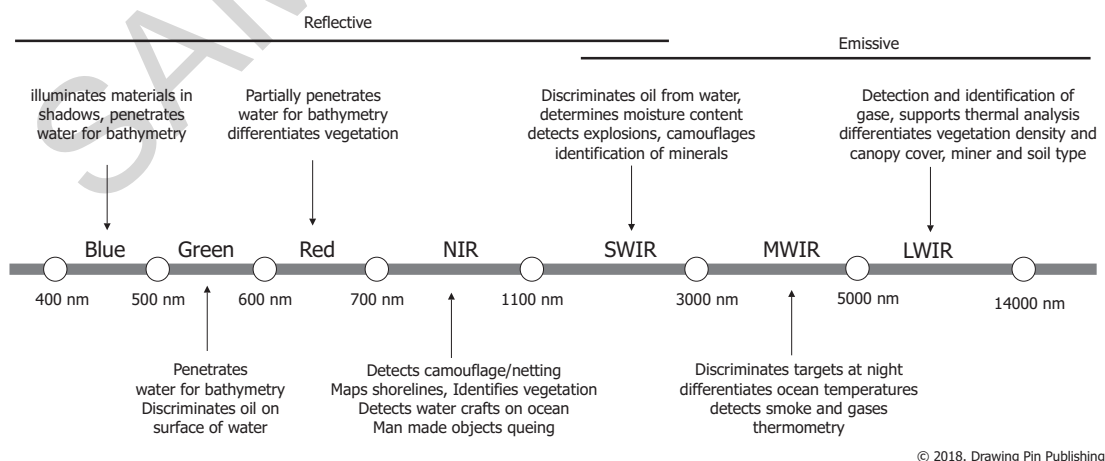 Reflective
Emissive
illuminates materials in
shadows, penetrates
water for bathymetry
Partially penetrates
water for bathymetry
differentiates vegetation
Discriminates oil from water,
determines moisture content
detects explosions, camouflages
identification of minerals
Detection and identification of
gase, supports thermal analysis
differentiates vegetation density and
canopy cover, miner and soil type
Blue
Green
Red
NIR
SWIR
MWIR
LWIR
400 nm
500 nm
600 nm
700 nm
1100 nm
3000 nm
5000 nm
14000 nm
Penetrates
water for bathymetry
Discriminates oil on
surface of water
Detects camouflage/netting
Maps shorelines, Identifies vegetation
Detects water crafts on ocean
Man made objects queing
Discriminates targets at night
differentiates ocean temperatures
detects smoke and gases
thermometry
© 2018. Drawing Pin Publishing